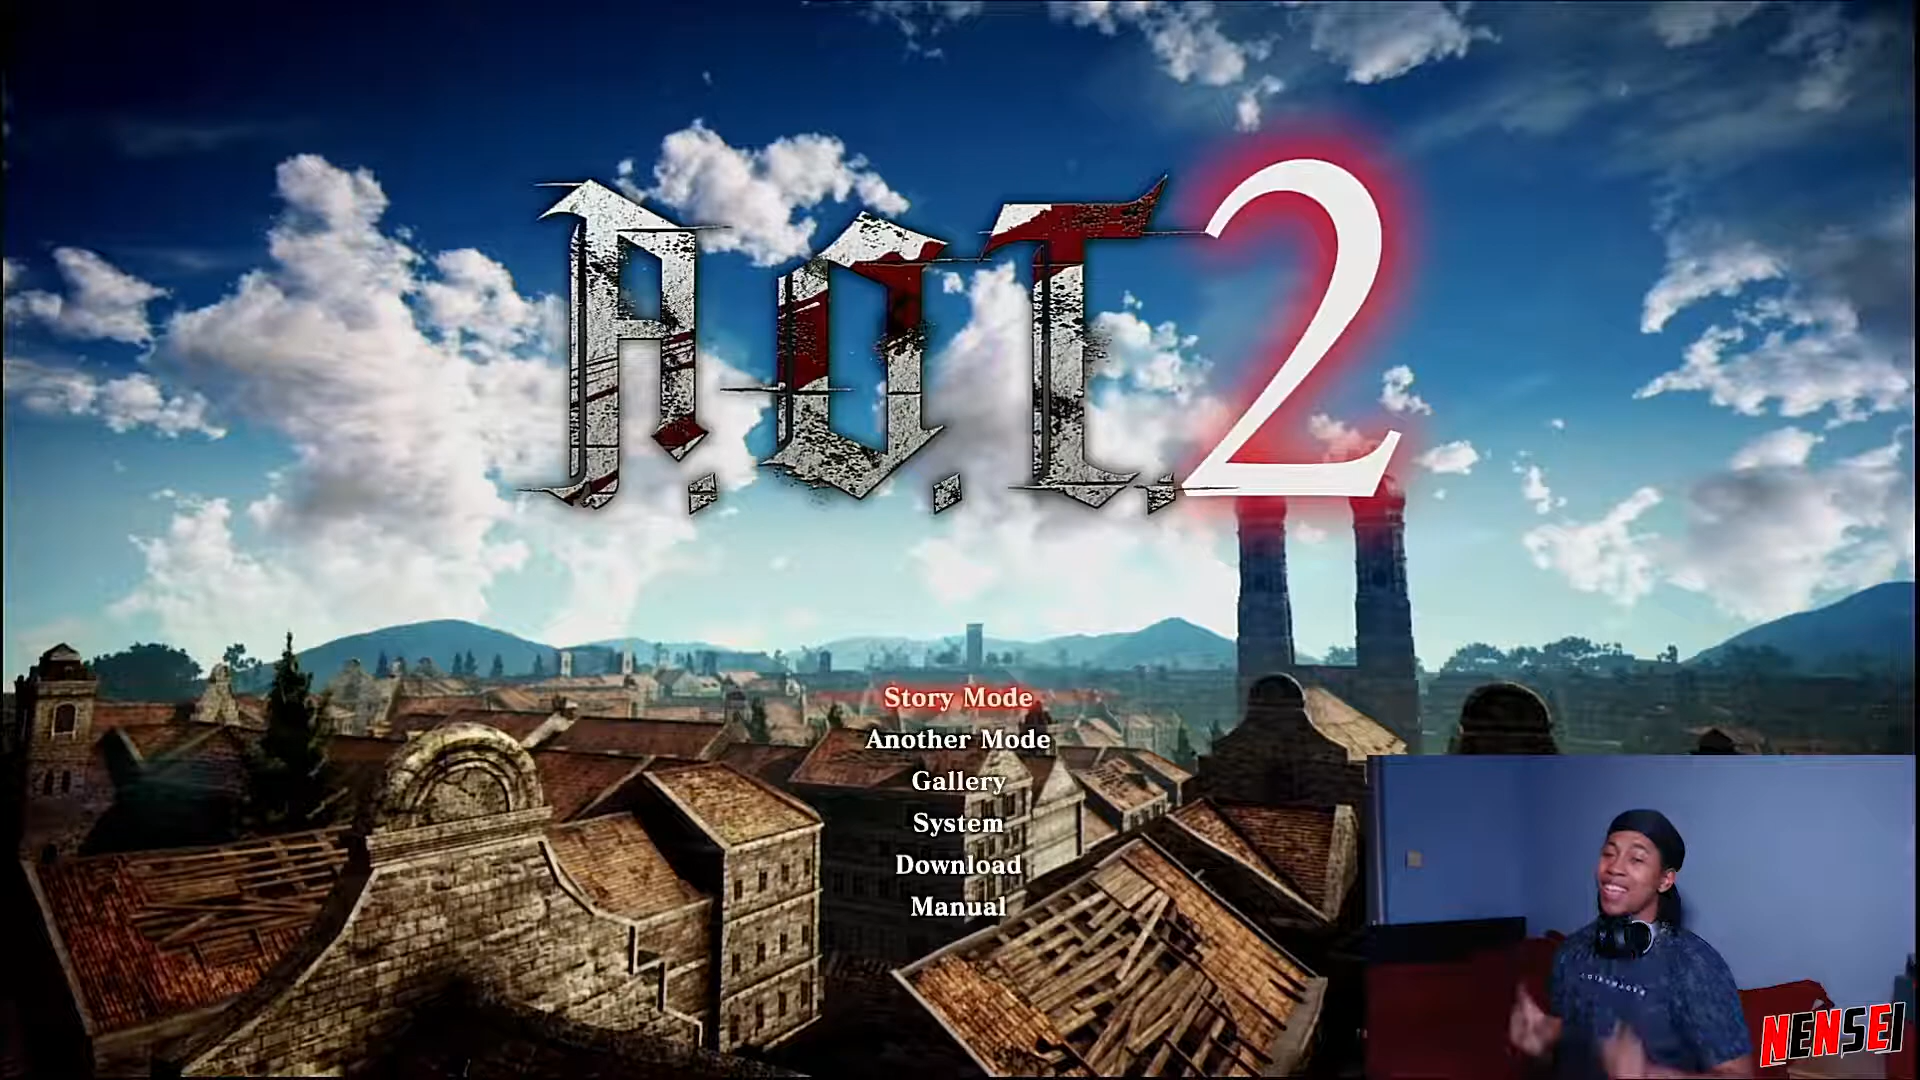 A.O.T.2
Story Mode
Another Mode
Gallery
System
Download
Manual
NENSEI